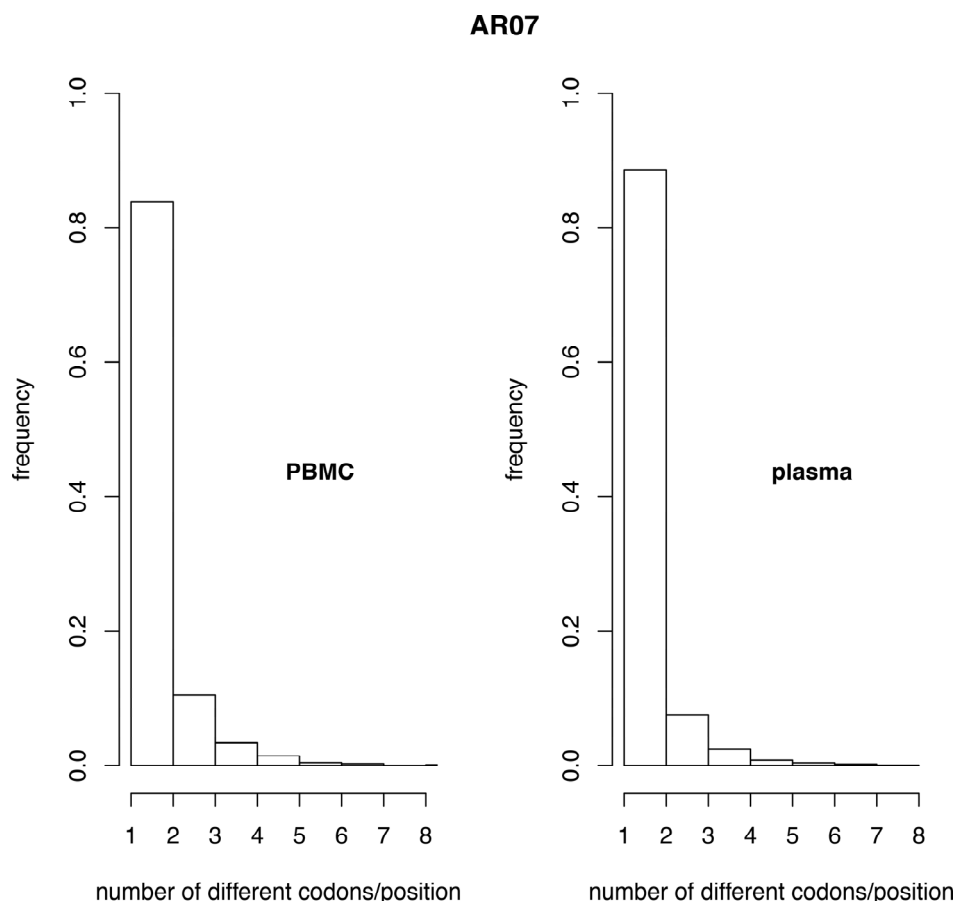 AR07
frequency
0.0 0.2 0.4 0.6 0.8 1.0
PBMC
1 2 3 4 5 6 7 8
number of different codons/position
frequency
0.0 0.2 0.4 0.6 0.8 1.0
plasma
1 2 3 4 5 6 7 8
number of different codons/position